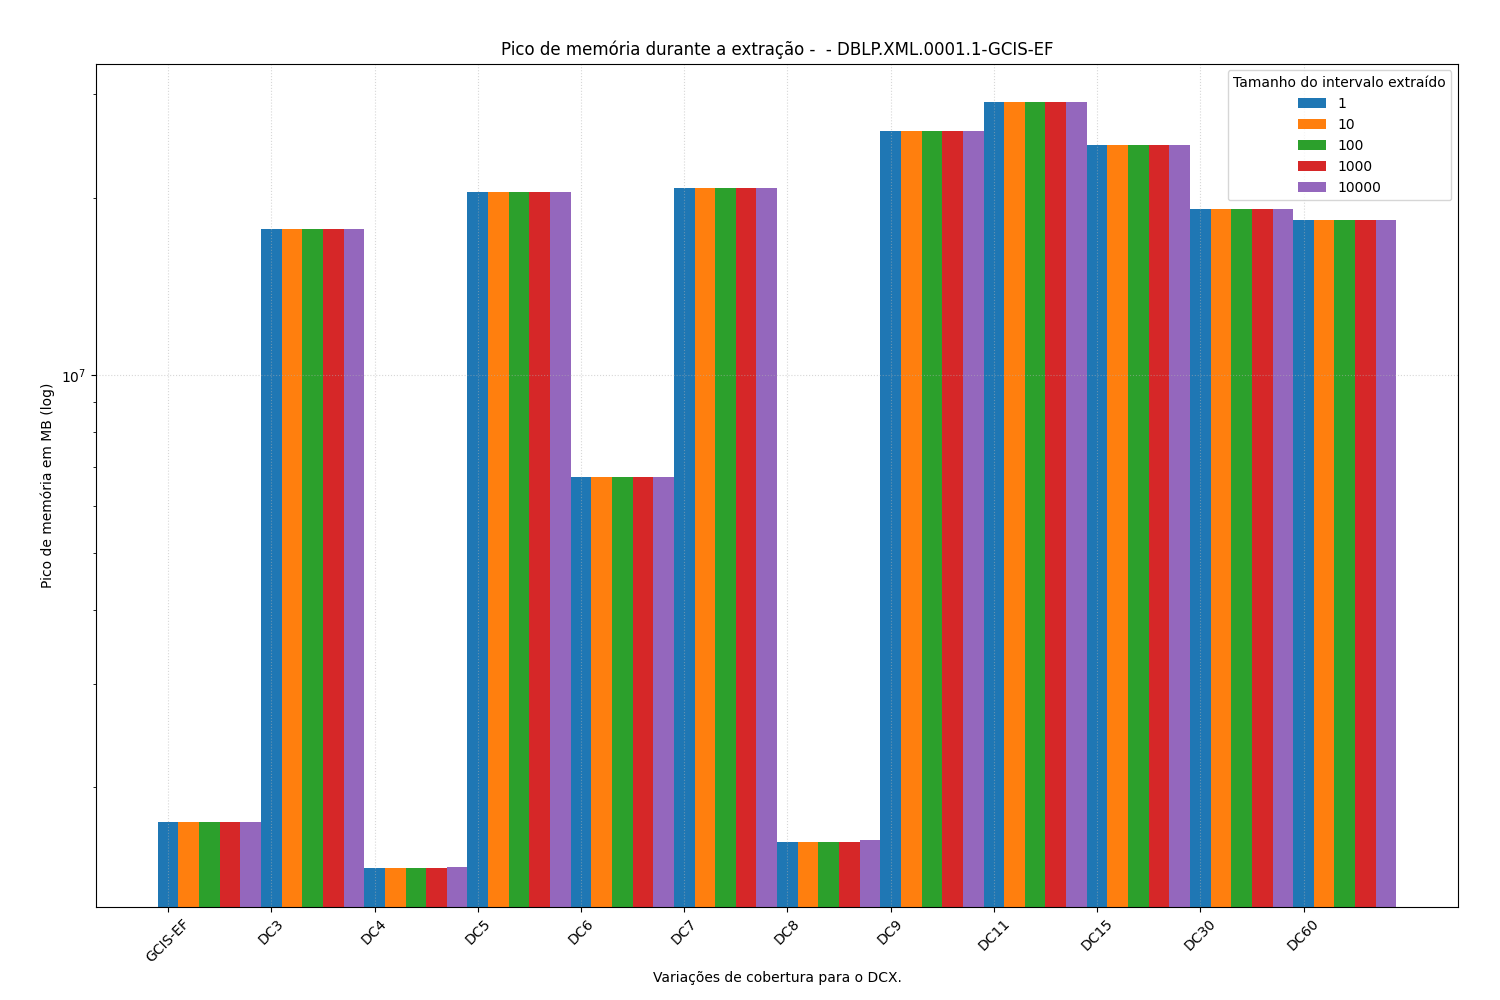 Pico de memória durante a extração -  - DBLP.XML.0001.1-GCIS-EF
Tamanho do intervalo extraído
1
10
100
1000
10000
10⁷
Pico de memória em MB (log)
GCIS-EF
DC3
DC4
DC5
DC6
DC7
DC8
DC9
DC11
DC15
DC30
DC60
Variações de cobertura para o DCX.